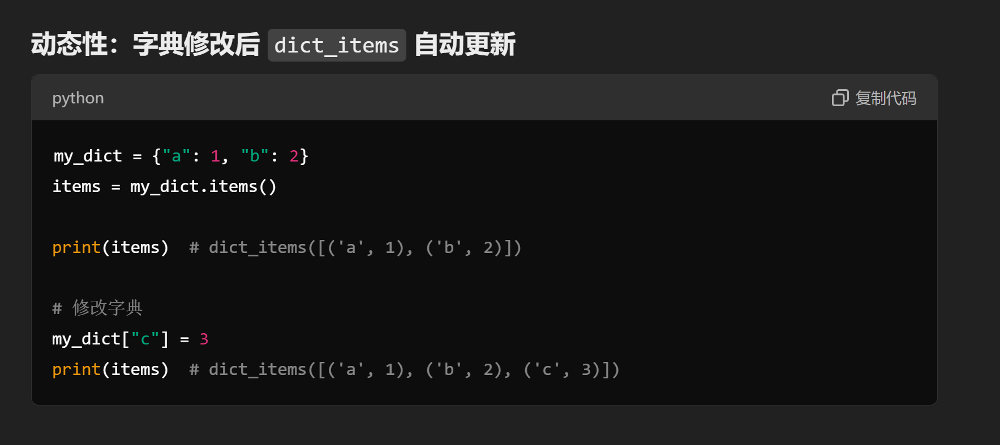 动态性：字典修改后 dict_items 自动更新
python
复制代码
my_dict = {"a": 1, "b": 2}
items = my_dict.items()
print(items)  # dict_items([('a', 1), ('b', 2)])
# 修改字典
my_dict["c"] = 3
print(items)  # dict_items([('a', 1), ('b', 2), ('c', 3)])